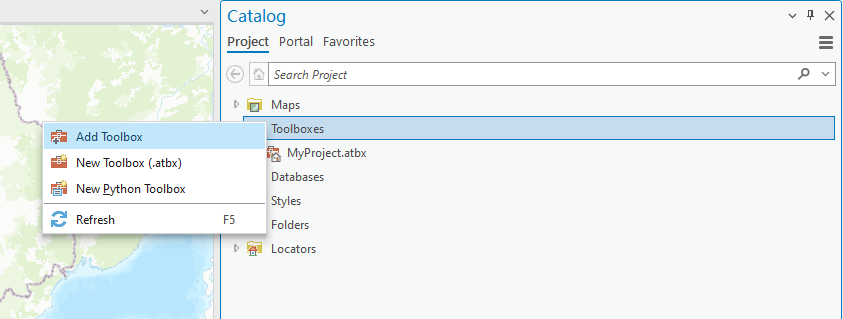 Catalog
Project Portal Favorites
Search Project
Maps
Toolboxes
MyProject.atbx
Databases
Styles
Folders
Locators
Add Toolbox
New Toolbox (.atbx)
New Python Toolbox
Refresh F5